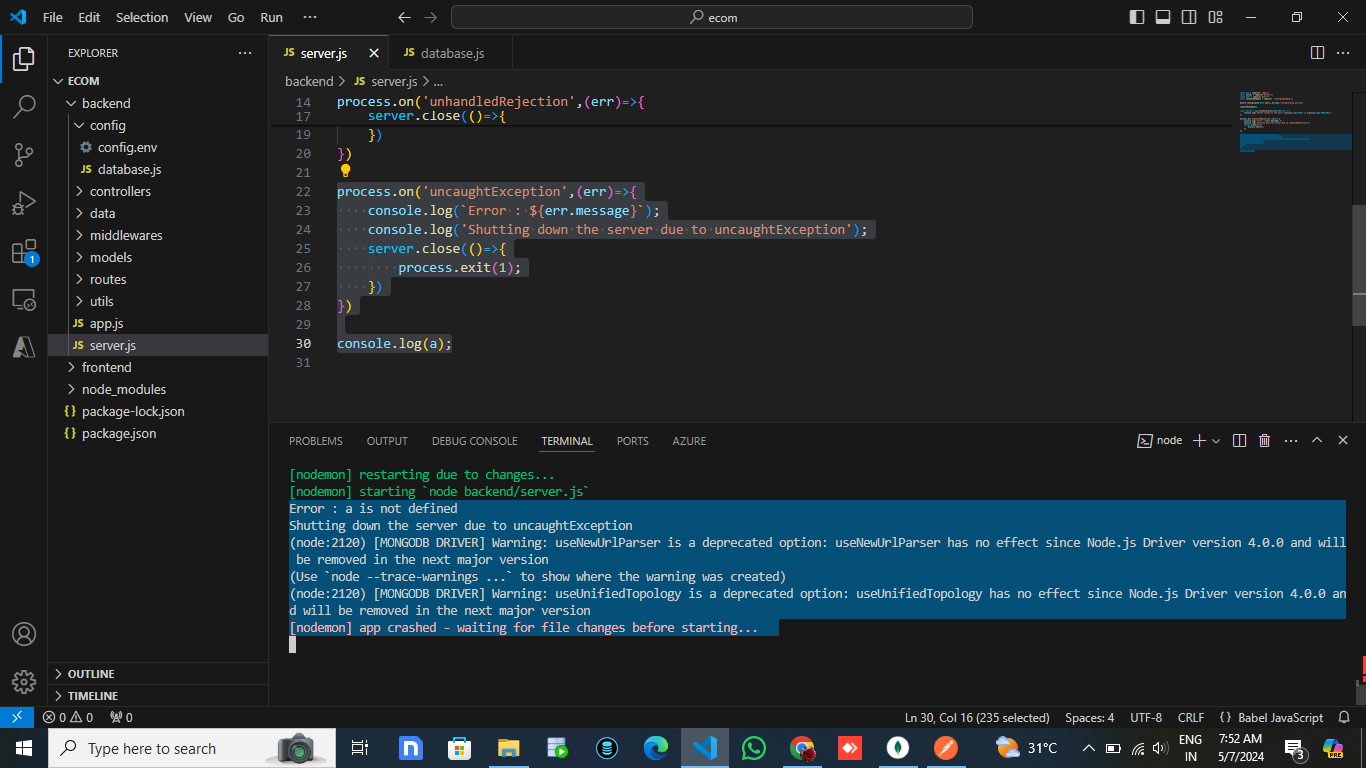 File Edit Selection View Go Run ···
ecom
EXPLORER ···
ECOM
backend
config
config.env
JS database.js
controllers
data
middlewares
models
routes
utils
JS app.js
JS server.js
frontend
node_modules
{} package-lock.json
{} package.json
OUTLINE
TIMELINE
1
JS server.js
JS database.js
backend > JS server.js > ...
14 process.on('unhandledRejection',(err)=>{
17 server.close(()=>{
19 })
20 })
21
22 process.on('uncaughtException',(err)=>{
23 console.log(`Error : ${err.message}`);
24 console.log('Shutting down the server due to uncaughtException');
25 server.close(()=>{
26 process.exit(1);
27 })
28 })
29
30 console.log(a);
31
PROBLEMS OUTPUT DEBUG CONSOLE TERMINAL PORTS AZURE
node
[nodemon] restarting due to changes...
[nodemon] starting `node backend/server.js`
Error : a is not defined
Shutting down the server due to uncaughtException
(node:2120) [MONGODB DRIVER] Warning: useNewUrlParser is a deprecated option: useNewUrlParser has no effect since Node.js Driver version 4.0.0 and will
be removed in the next major version
(Use `node --trace-warnings ...` to show where the warning was created)
(node:2120) [MONGODB DRIVER] Warning: useUnifiedTopology is a deprecated option: useUnifiedTopology has no effect since Node.js Driver version 4.0.0 an
d will be removed in the next major version
[nodemon] app crashed - waiting for file changes before starting...
0 0 0
Ln 30, Col 16 (235 selected) Spaces: 4 UTF-8 CRLF {} Babel JavaScript
Type here to search
31°C
ENG
IN
7:52 AM
5/7/2024
3
PRE